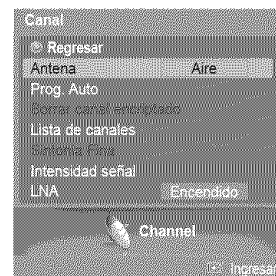 Canal
Regresar
Antena Aire
Prog. Auto
Borrar canal encriptado
Lista de canales
Sintonía Fina
Intensidad señal
LNA Encendido
Channel
Ingresar